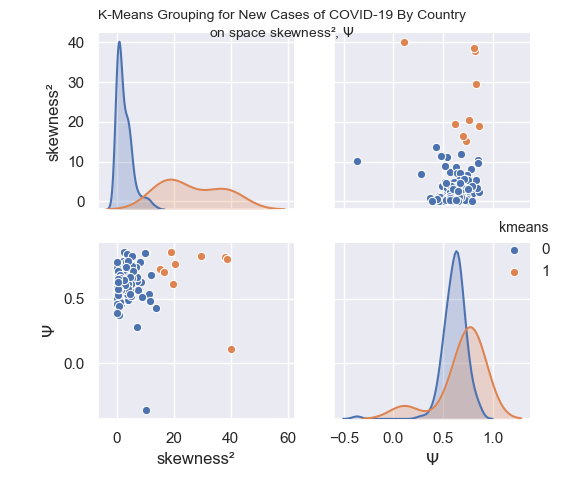 K-Means Grouping for New Cases of COVID-19 By Country
on space skewness², Ψ
40
30
20
10
0
skewness²
kmeans
0
1
0.5
0.0
Ψ
0
20
40
60
−0.5
0.0
0.5
1.0
skewness²
Ψ